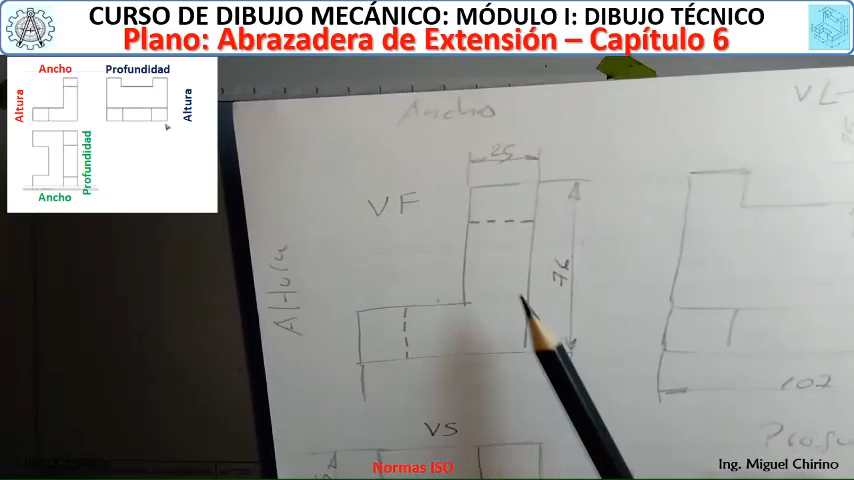 CURSO DE DIBUJO MECÁNICO: MÓDULO I: DIBUJO TÉCNICO
Plano: Abrazadera de Extensión – Capítulo 6
Ancho
Profundidad
Altura
Altura
Profundidad
Ancho
Ancho
VL
25
VF
Altura
76
107
VS
Normas ISO
Ing. Miguel Chirino